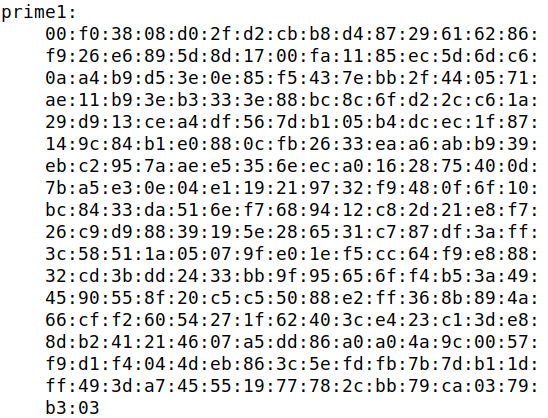 prime1:
00:f0:38:08:d0:2f:d2:cb:b8:d4:87:29:61:62:86:
f9:26:e6:89:5d:8d:17:00:fa:11:85:ec:5d:6d:c6:
0a:a4:b9:d5:3e:0e:85:f5:43:7e:bb:2f:44:05:71:
ae:11:b9:3e:b3:33:3e:88:bc:8c:6f:d2:2c:c6:1a:
29:d9:13:ce:a4:df:56:7d:b1:05:b4:dc:ec:1f:87:
14:9c:84:b1:e0:88:0c:fb:26:33:ea:a6:ab:b9:39:
eb:c2:95:7a:ae:e5:35:6e:ec:a0:16:28:75:40:0d:
7b:a5:e3:0e:04:e1:19:21:97:32:f9:48:0f:6f:10:
bc:84:33:da:51:6e:f7:68:94:12:c8:2d:21:e8:f7:
26:c9:d9:88:39:19:5e:28:65:31:c7:87:df:3a:ff:
3c:58:51:1a:05:07:9f:e0:1e:f5:cc:64:f9:e8:88:
32:cd:3b:dd:24:33:bb:9f:95:65:6f:f4:b5:3a:49:
45:90:55:8f:20:c5:c5:50:88:e2:ff:36:8b:89:4a:
66:cf:f2:60:54:27:1f:62:40:3c:e4:23:c1:3d:e8:
8d:b2:41:21:46:07:a5:dd:86:a0:a0:4a:9c:00:57:
f9:d1:f4:04:4d:eb:86:3c:5e:fd:fb:7b:7d:b1:1d:
ff:49:3d:a7:45:55:19:77:78:2c:bb:79:ca:03:79:
b3:03